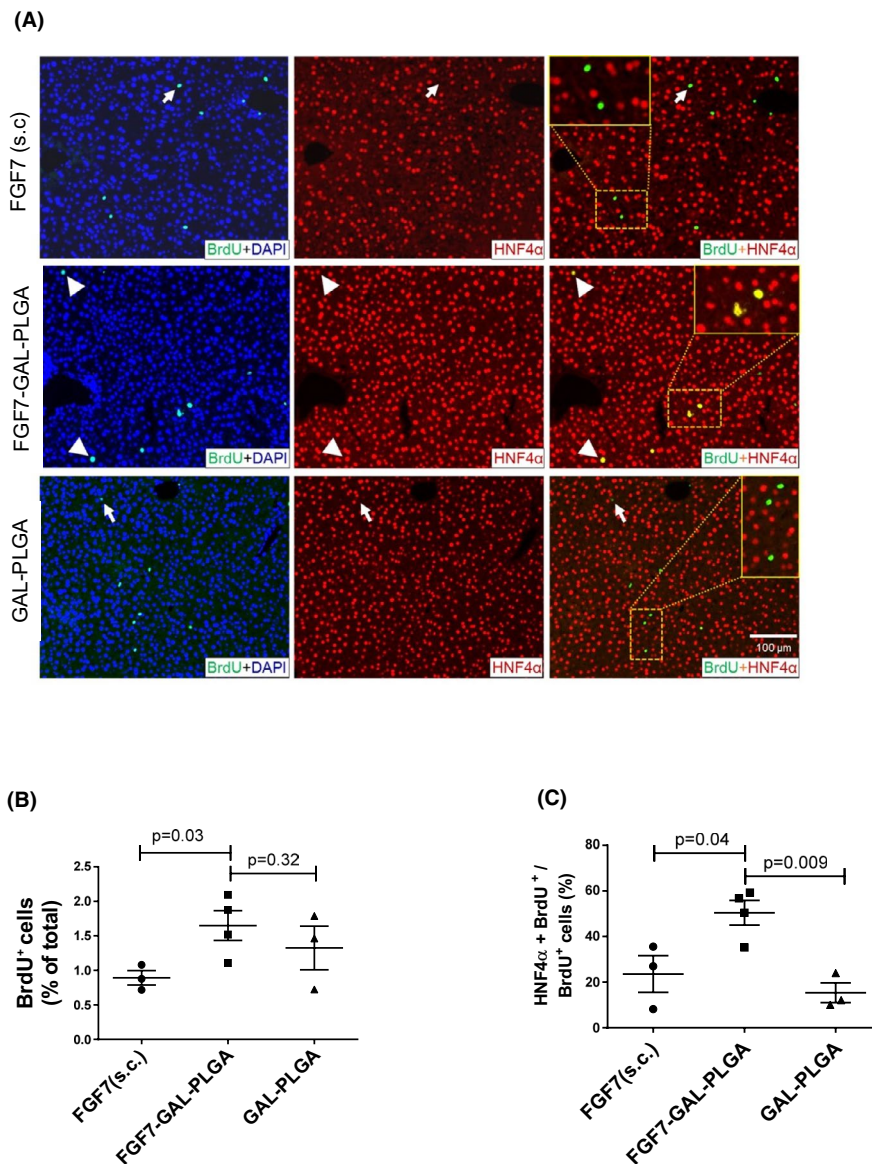 (A)
FGF7 (s.c)
BrdU+DAPI
HNF4α
BrdU+HNF4α
FGF7-GAL-PLGA
BrdU+DAPI
HNF4α
BrdU+HNF4α
GAL-PLGA
BrdU+DAPI
HNF4α
100 µm
BrdU+HNF4α
(B)
p=0.03
p=0.32
BrdU⁺ cells
(% of total)
2.5
2.0
1.5
1.0
0.5
0.0
FGF7(s.c.)
FGF7-GAL-PLGA
GAL-PLGA
(C)
p=0.04
p=0.009
HNF4α + BrdU⁺ /
BrdU⁺ cells (%)
80
60
40
20
0
FGF7(s.c.)
FGF7-GAL-PLGA
GAL-PLGA